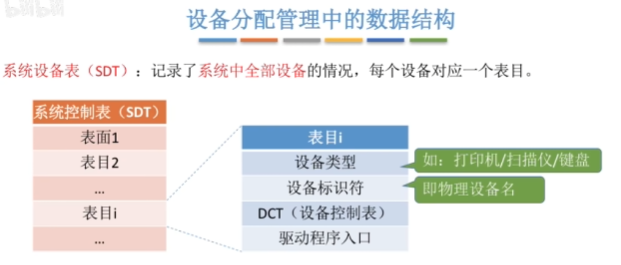 设备分配管理中的数据结构
系统设备表（SDT）：记录了系统中全部设备的情况，每个设备对应一个表目。
系统控制表（SDT）
表面1
表目2
...
表目i
...
表目i
设备类型
设备标识符
DCT（设备控制表）
驱动程序入口
如：打印机/扫描仪/键盘
即物理设备名